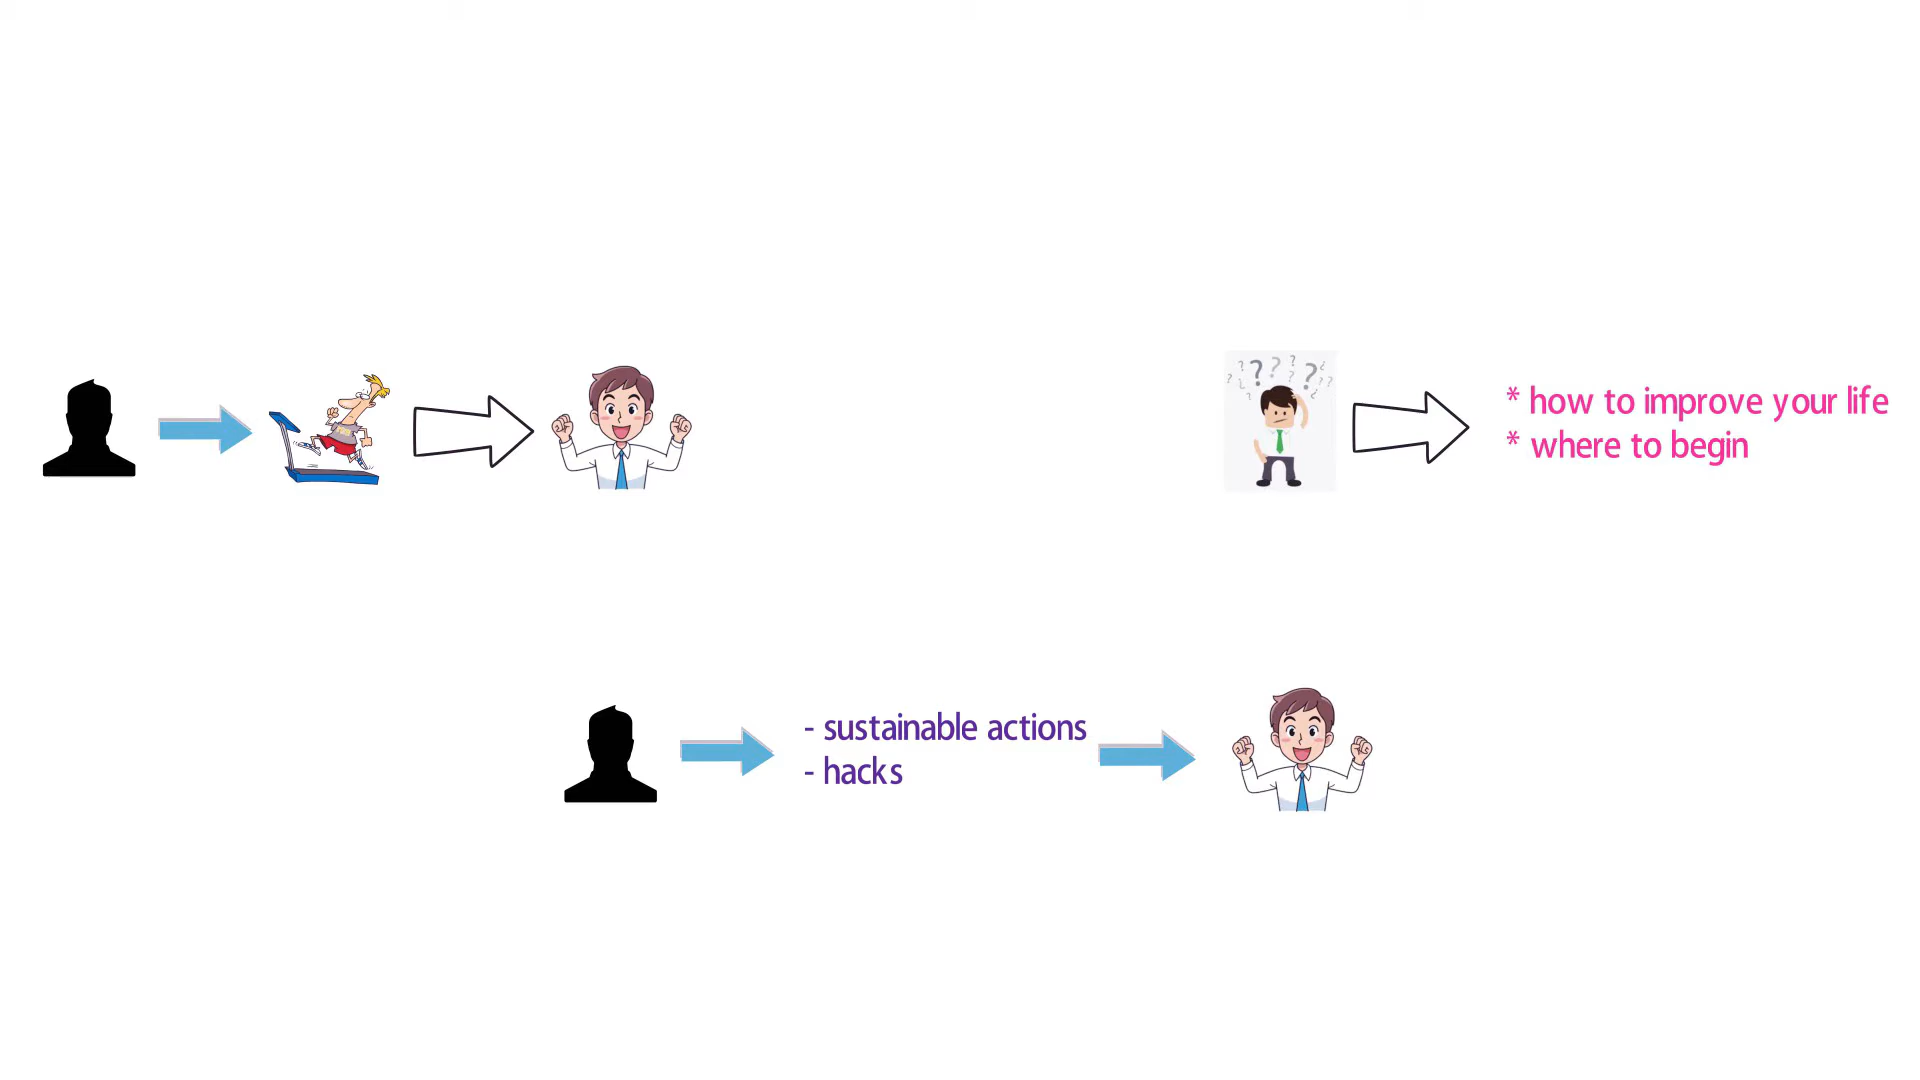 * how to improve your life
* where to begin
- sustainable actions
- hacks